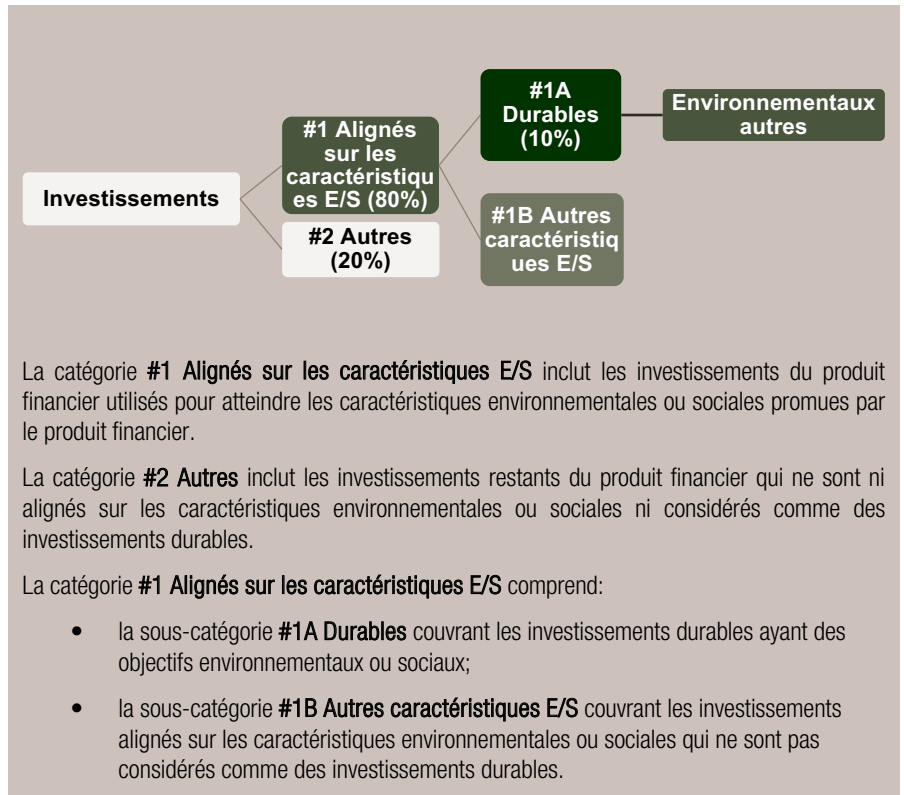 Investissements
#1 Alignés
sur les
caractéristiqu
es E/S (80%)
#2 Autres
(20%)
#1A
Durables
(10%)
#1B Autres
caractéristiq
ues E/S
Environnementaux
autres
La catégorie #1 Alignés sur les caractéristiques E/S inclut les investissements du produit
financier utilisés pour atteindre les caractéristiques environnementales ou sociales promues par
le produit financier.
La catégorie #2 Autres inclut les investissements restants du produit financier qui ne sont ni
alignés sur les caractéristiques environnementales ou sociales ni considérés comme des
investissements durables.
La catégorie #1 Alignés sur les caractéristiques E/S comprend:
• la sous-catégorie #1A Durables couvrant les investissements durables ayant des
objectifs environnementaux ou sociaux;
• la sous-catégorie #1B Autres caractéristiques E/S couvrant les investissements
alignés sur les caractéristiques environnementales ou sociales qui ne sont pas
considérés comme des investissements durables.